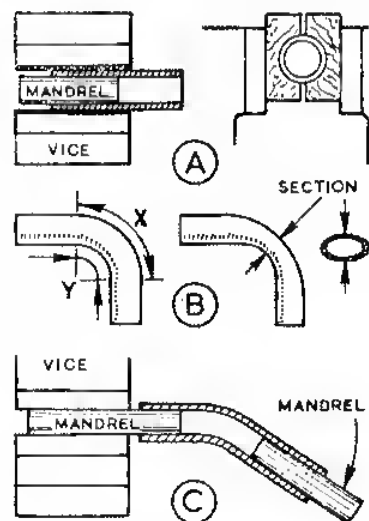 MANDREL
VICE
A
SECTION
X
Y
B
VICE
MANDREL
MANDREL
C